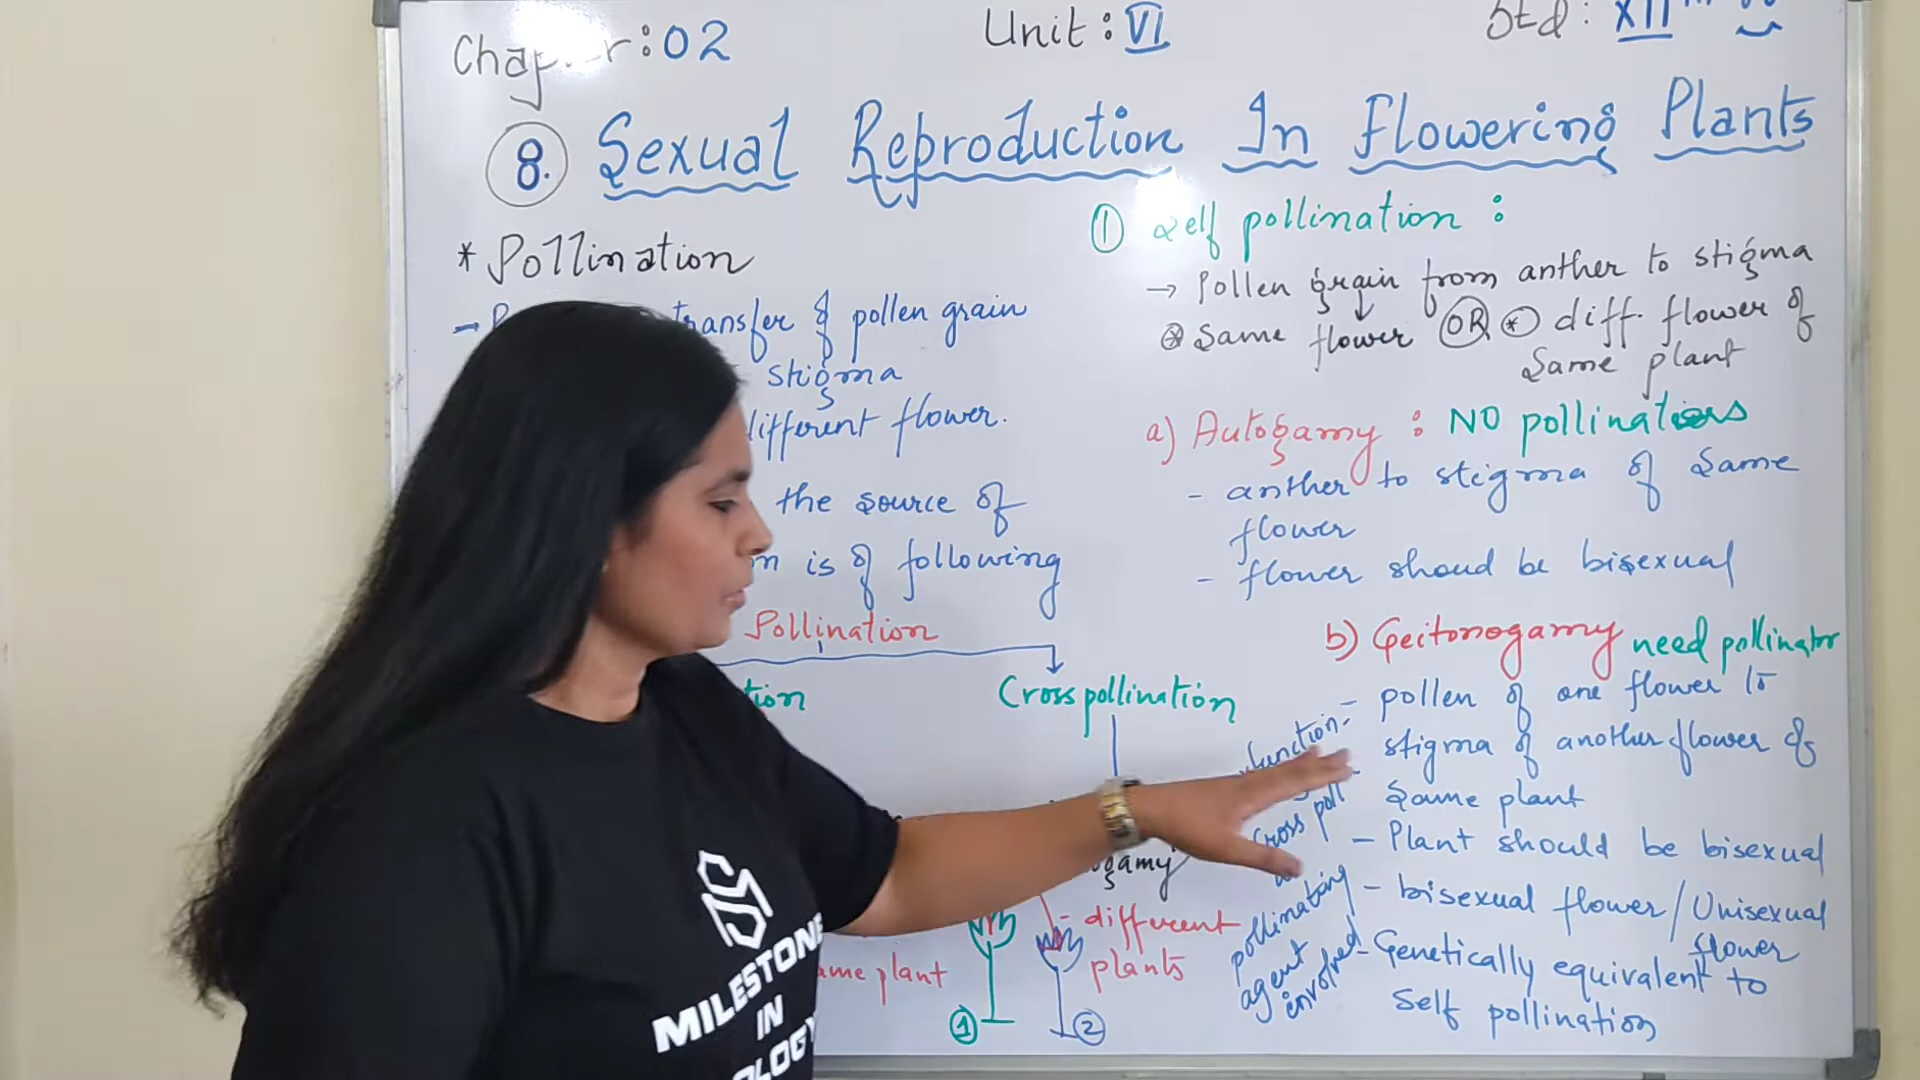 Chapter: 02
Unit: VI
Std: XII
8. Sexual Reproduction In Flowering Plants
* Pollination
transfer of pollen grain
stigma
different flower.
the source of
is of following
Pollination
Cross pollination
gamy
different
plants
same plant
1
2
① Self pollination :
→ Pollen grain from anther to stigma
⊛ Same flower OR ⊛ diff. flower of
Same plant
a) Autogamy : NO pollinators
- anther to stigma of Same
flower
- flower shoud be bisexual
b) Geitonogamy need pollinator
- pollen of one flower to
stigma of another flower of
Same plant
- Plant should be bisexual
- bisexual flower/Unisexual
flower
- Genetically equivalent to
Self pollination
Cross poll
pollinating
agent
envolved
MILESTONE
IN